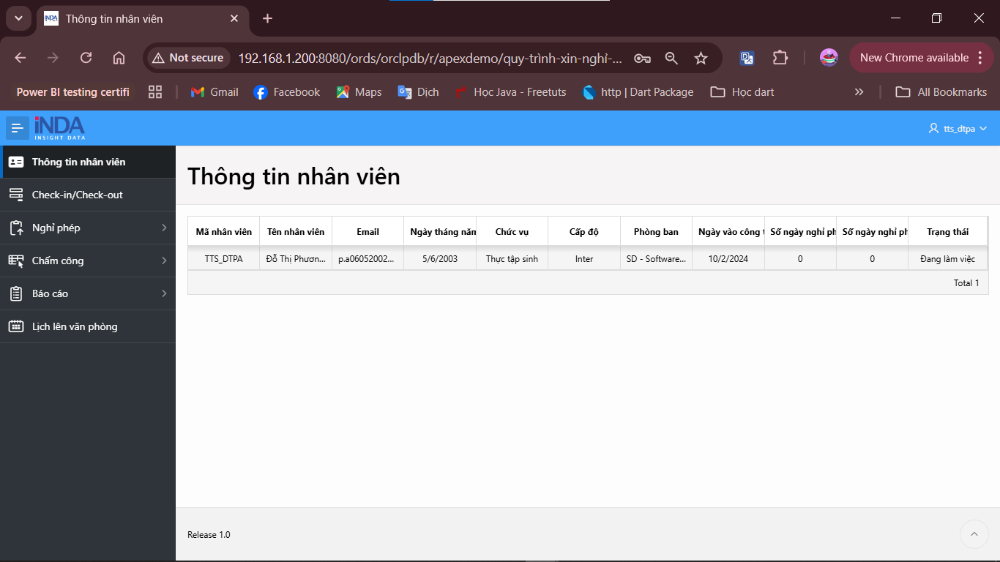 Thông tin nhân viên
Not secure
192.168.1.200:8080/ords/orclpdb/r/apexdemo/quy-trình-xin-nghi-...
New Chrome available
Power BI testing certifi
Gmail
Facebook
Maps
Dịch
Học Java - Freetuts
http | Dart Package
Học dart
All Bookmarks
iNDA
INSIGHT DATA
tts_dtpa
Thông tin nhân viên
Check-in/Check-out
Nghỉ phép
Chấm công
Báo cáo
Lịch lên văn phòng
Thông tin nhân viên
Mã nhân viên Tên nhân viên Email Ngày tháng năm Chức vụ Cấp độ Phòng ban Ngày vào công t Số ngày nghỉ ph Số ngày nghỉ ph Trạng thái
TTS_DTPA Đỗ Thị Phươn... p.a06052002... 5/6/2003 Thực tập sinh Inter SD - Software... 10/2/2024 0 0 Đang làm việc
Total 1
Release 1.0